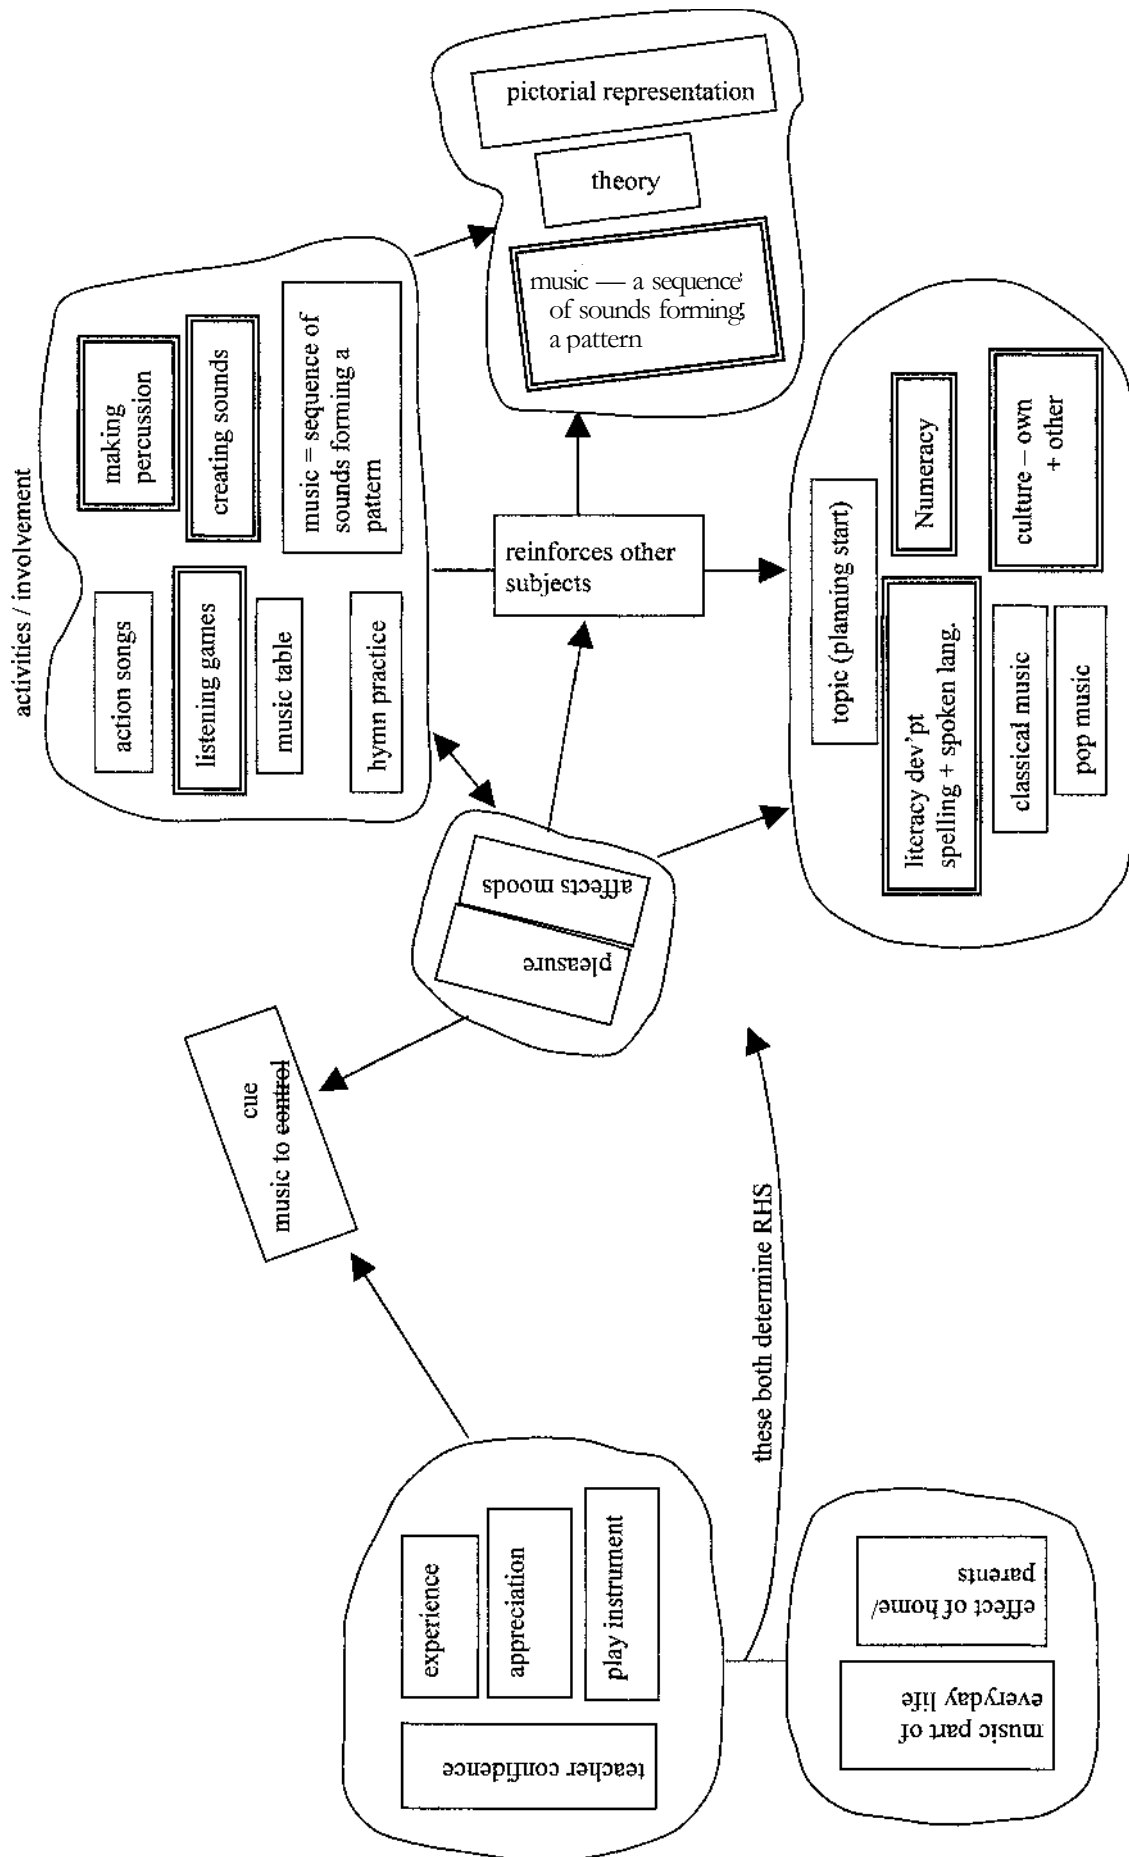 activities / involvement
action songs
listening games
music table
hymn practice
making
percussion
creating sounds
music = sequence of
sounds forming a
pattern
pictorial representation
theory
music — a sequence
of sounds forming
a pattern
reinforces other
subjects
pleasure
affects moods
cue
music to control
topic (planning start)
literacy dev'pt
spelling + spoken lang.
Numeracy
classical music
culture – own
+ other
pop music
these both determine RHS
teacher confidence
experience
appreciation
play instrument
music part of
everyday life
effect of home/
parents